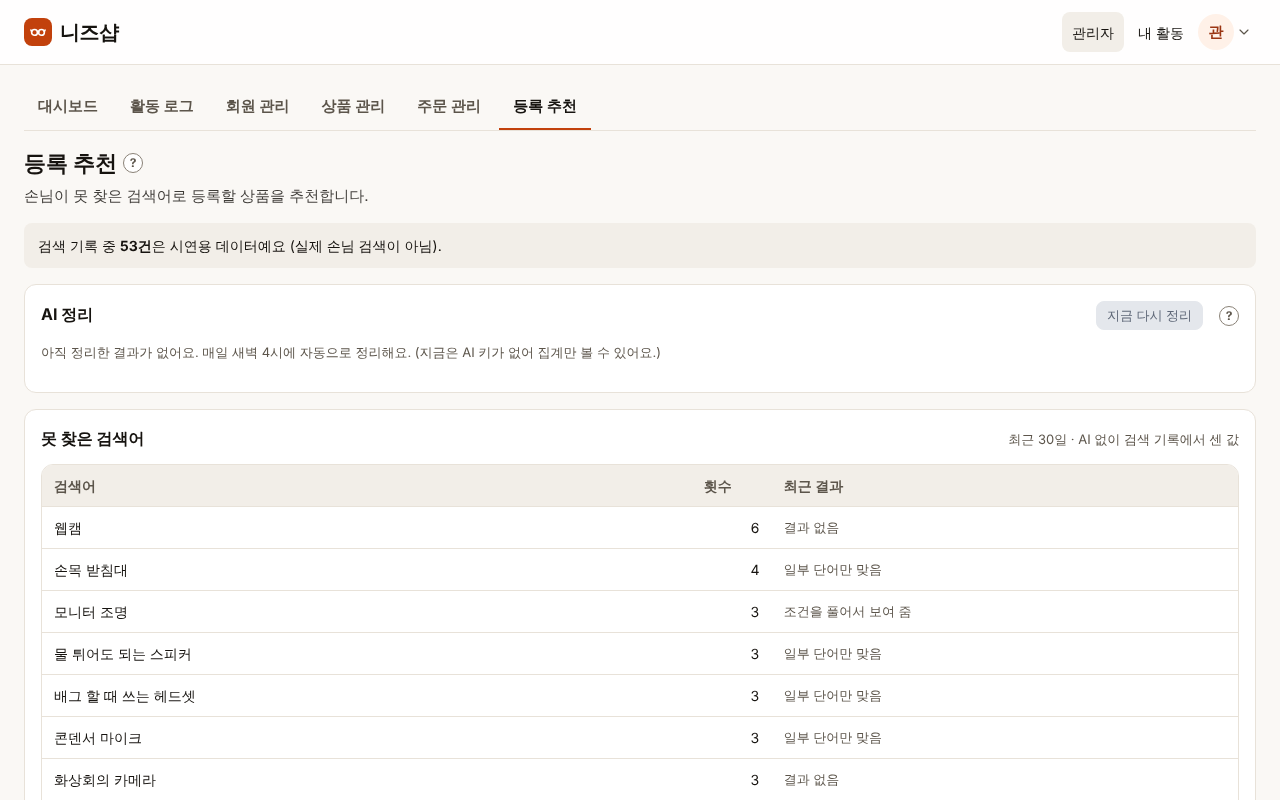 니즈샵
관리자
내 활동
관
대시보드
활동 로그
회원 관리
상품 관리
주문 관리
등록 추천
등록 추천 ?
손님이 못 찾은 검색어로 등록할 상품을 추천합니다.
검색 기록 중 53건은 시연용 데이터예요 (실제 손님 검색이 아님).
AI 정리
지금 다시 정리
?
아직 정리한 결과가 없어요. 매일 새벽 4시에 자동으로 정리해요. (지금은 AI 키가 없어 집계만 볼 수 있어요.)
못 찾은 검색어
최근 30일 · AI 없이 검색 기록에서 센 값
검색어 횟수 최근 결과
웹캠 6 결과 없음
손목 받침대 4 일부 단어만 맞음
모니터 조명 3 조건을 풀어서 보여 줌
물 튀어도 되는 스피커 3 일부 단어만 맞음
배그 할 때 쓰는 헤드셋 3 일부 단어만 맞음
콘덴서 마이크 3 일부 단어만 맞음
화상회의 카메라 3 결과 없음